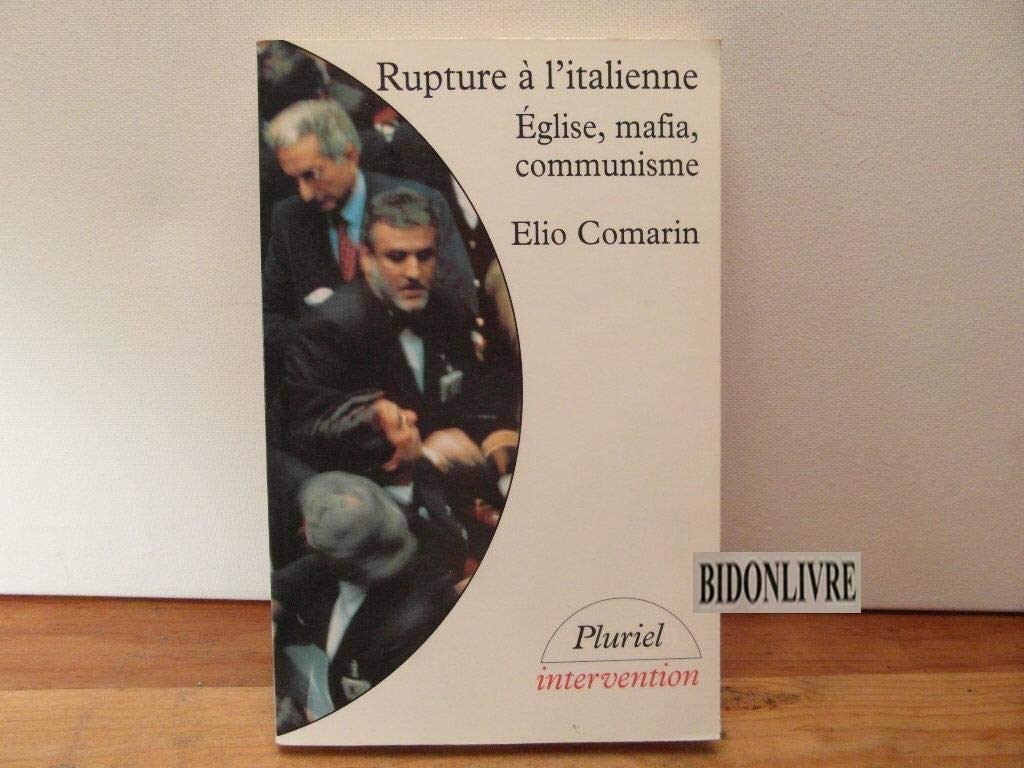 Rupture à l'italienne
Église, mafia,
communisme
Elio Comarin
BIDONLIVRE
Pluriel
intervention